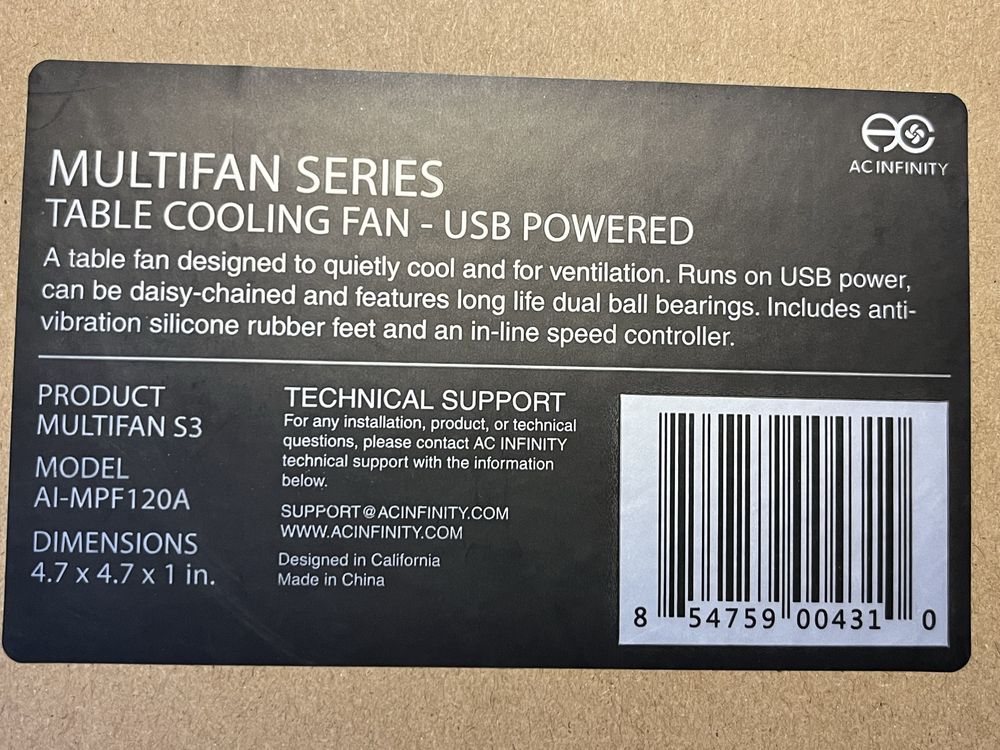 AC INFINITY
MULTIFAN SERIES
TABLE COOLING FAN - USB POWERED
A table fan designed to quietly cool and for ventilation. Runs on USB power,
can be daisy-chained and features long life dual ball bearings. Includes anti-
vibration silicone rubber feet and an in-line speed controller.
PRODUCT
MULTIFAN S3
MODEL
AI-MPF120A
DIMENSIONS
4.7 x 4.7 x 1 in.
TECHNICAL SUPPORT
For any installation, product, or technical
questions, please contact AC INFINITY
technical support with the information
below.
SUPPORT@ACINFINITY.COM
WWW.ACINFINITY.COM
Designed in California
Made in China
8 54759 00431 0